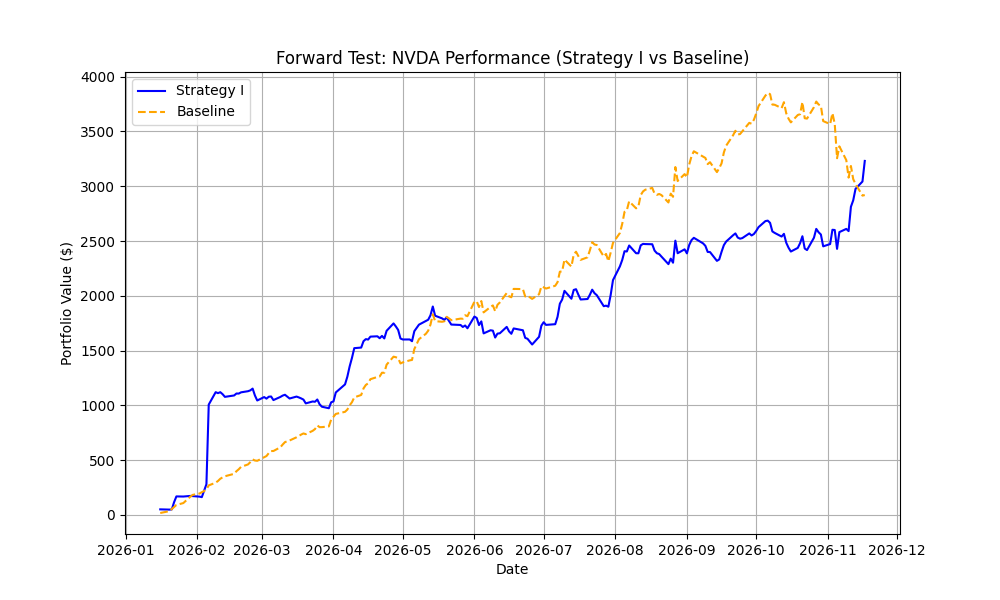 Forward Test: NVDA Performance (Strategy I vs Baseline)
Strategy I
Baseline
Portfolio Value ($)
4000
3500
3000
2500
2000
1500
1000
500
0
2026-01 2026-02 2026-03 2026-04 2026-05 2026-06 2026-07 2026-08 2026-09 2026-10 2026-11 2026-12
Date